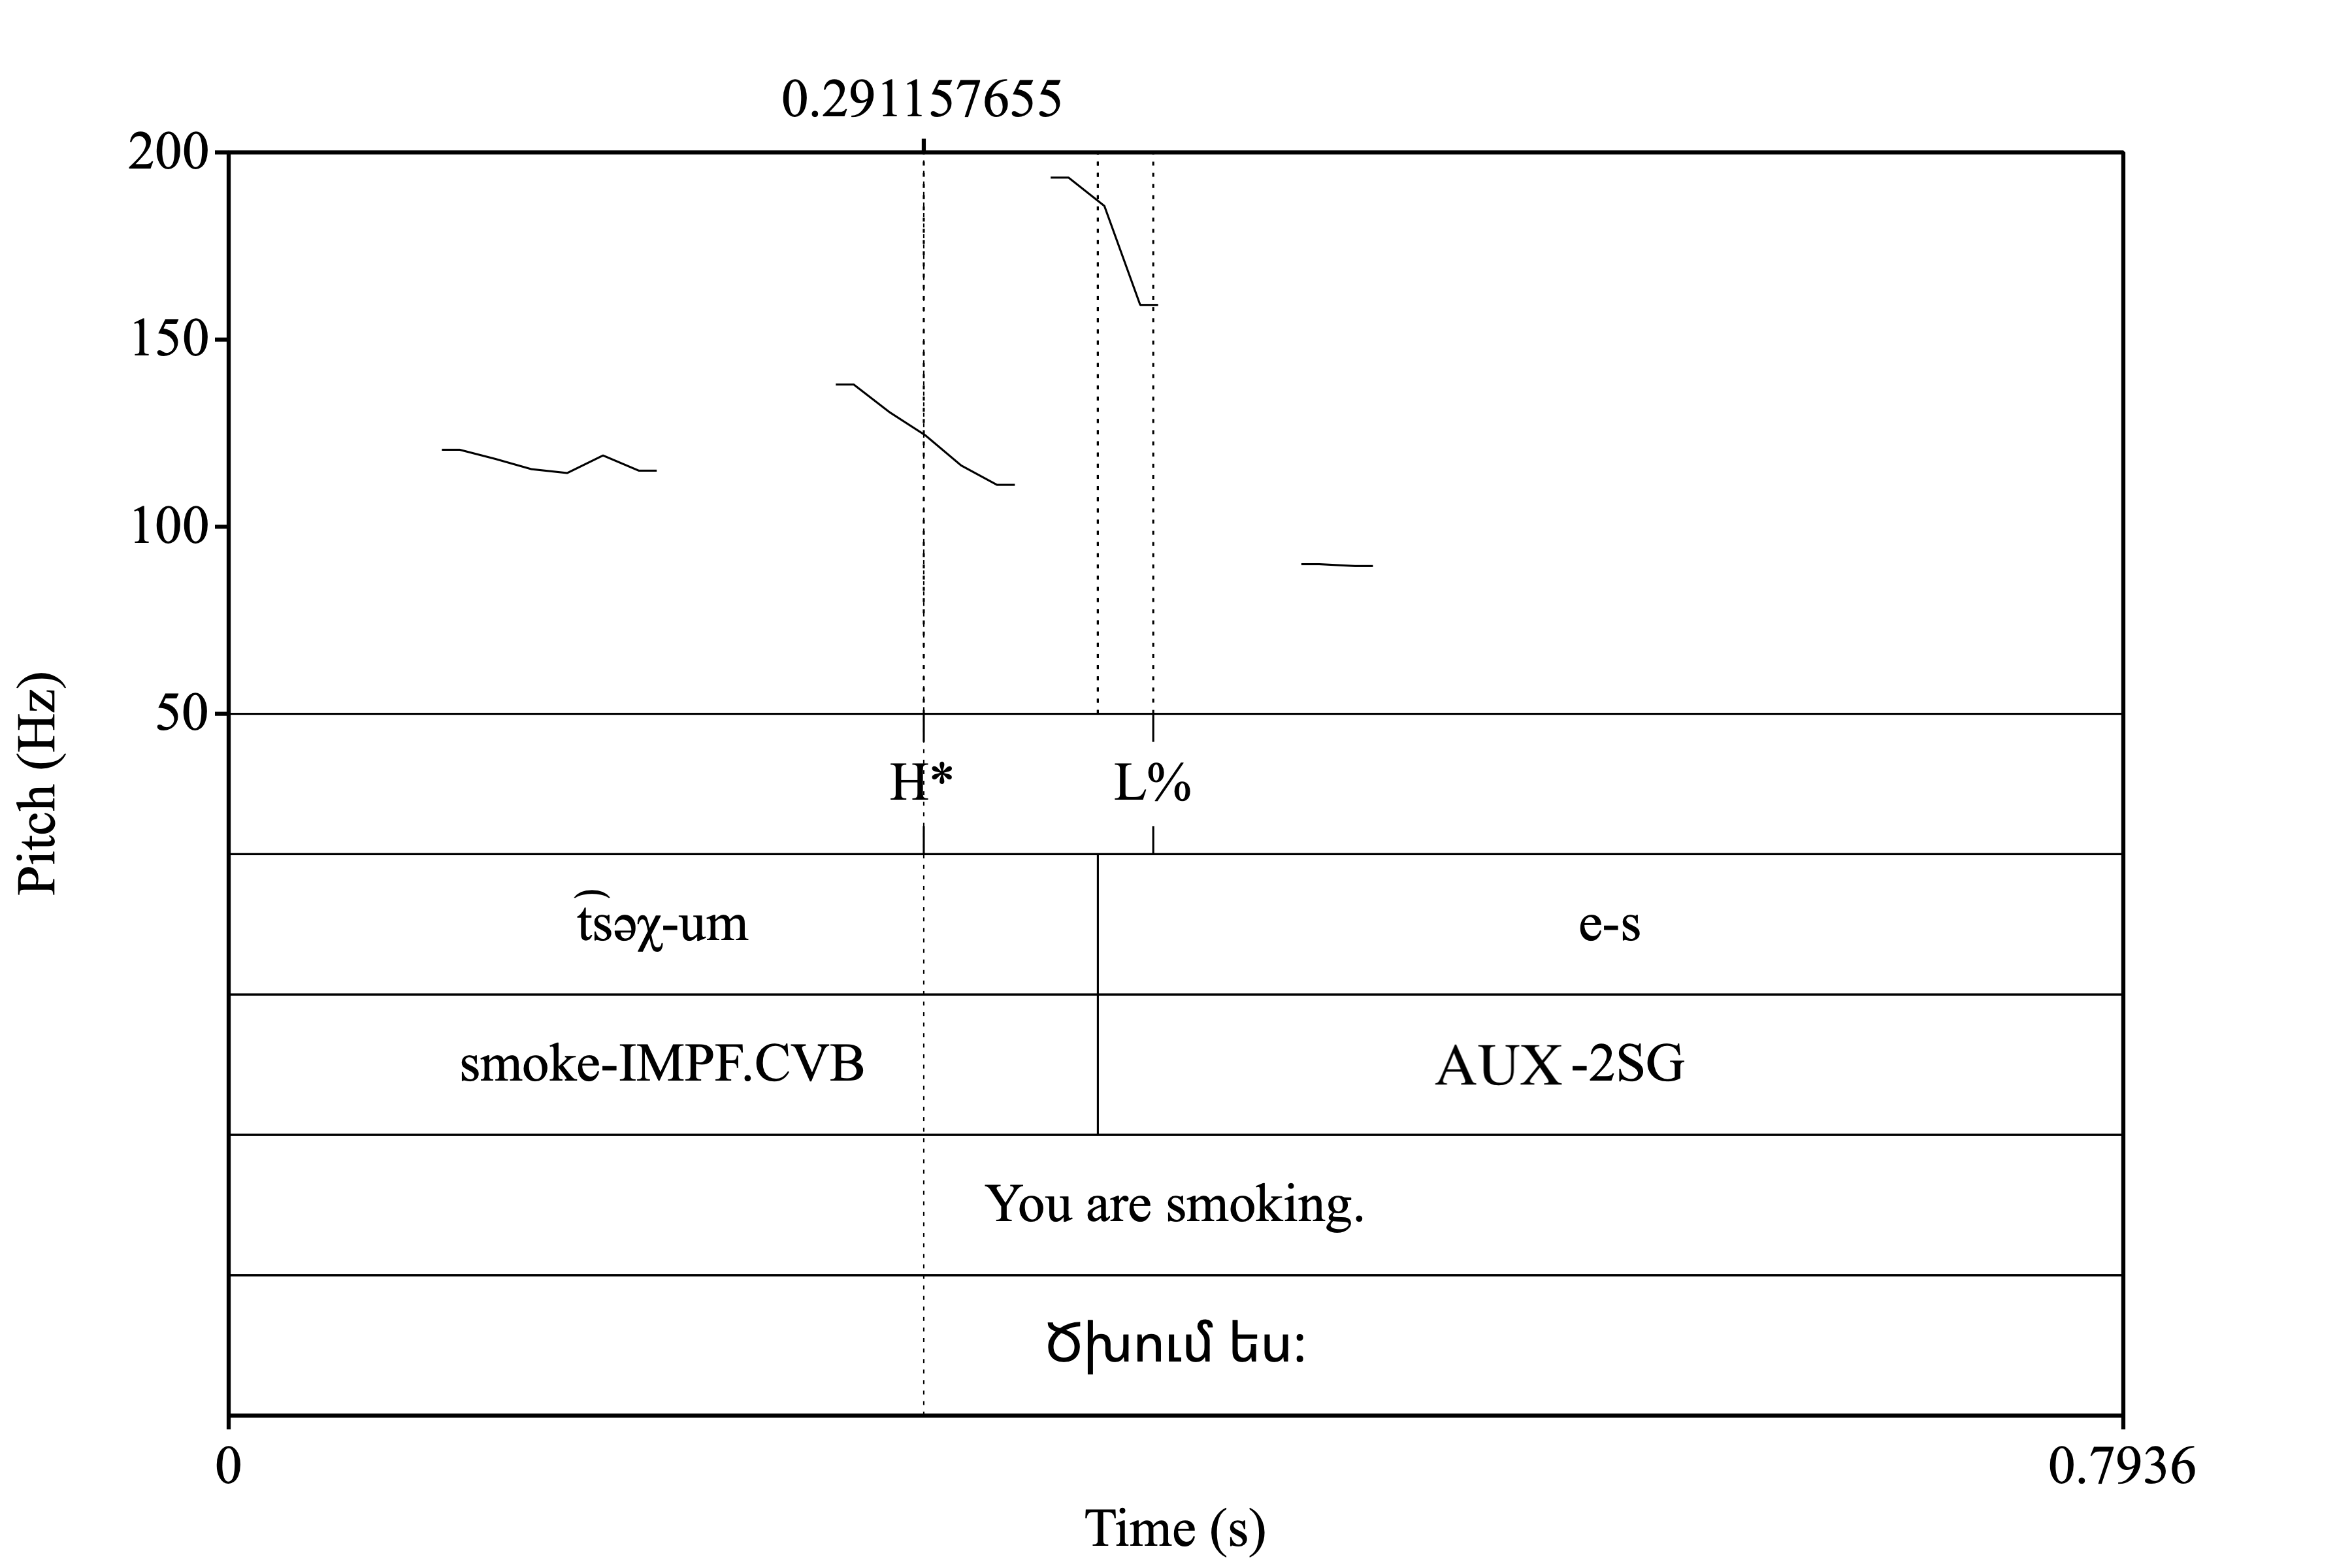 0.291157655
200
150
100
50
Pitch (Hz)
H* L%
t͡səχ-um e-s
smoke-IMPF.CVB AUX-2SG
You are smoking.
Ծխում ես:
0 0.7936
Time (s)